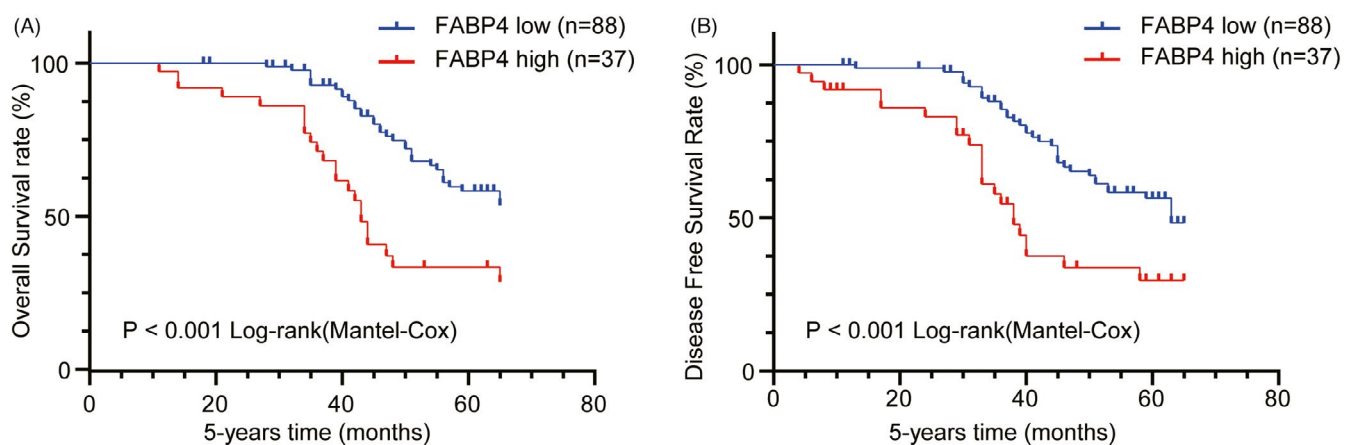 (A)
FABP4 low (n=88)
FABP4 high (n=37)
Overall Survival rate (%)
100
50
0
P < 0.001 Log-rank(Mantel-Cox)
0 20 40 60 80
5-years time (months)
(B)
FABP4 low (n=88)
FABP4 high (n=37)
Disease Free Survival Rate (%)
100
50
0
P < 0.001 Log-rank(Mantel-Cox)
0 20 40 60 80
5-years time (months)